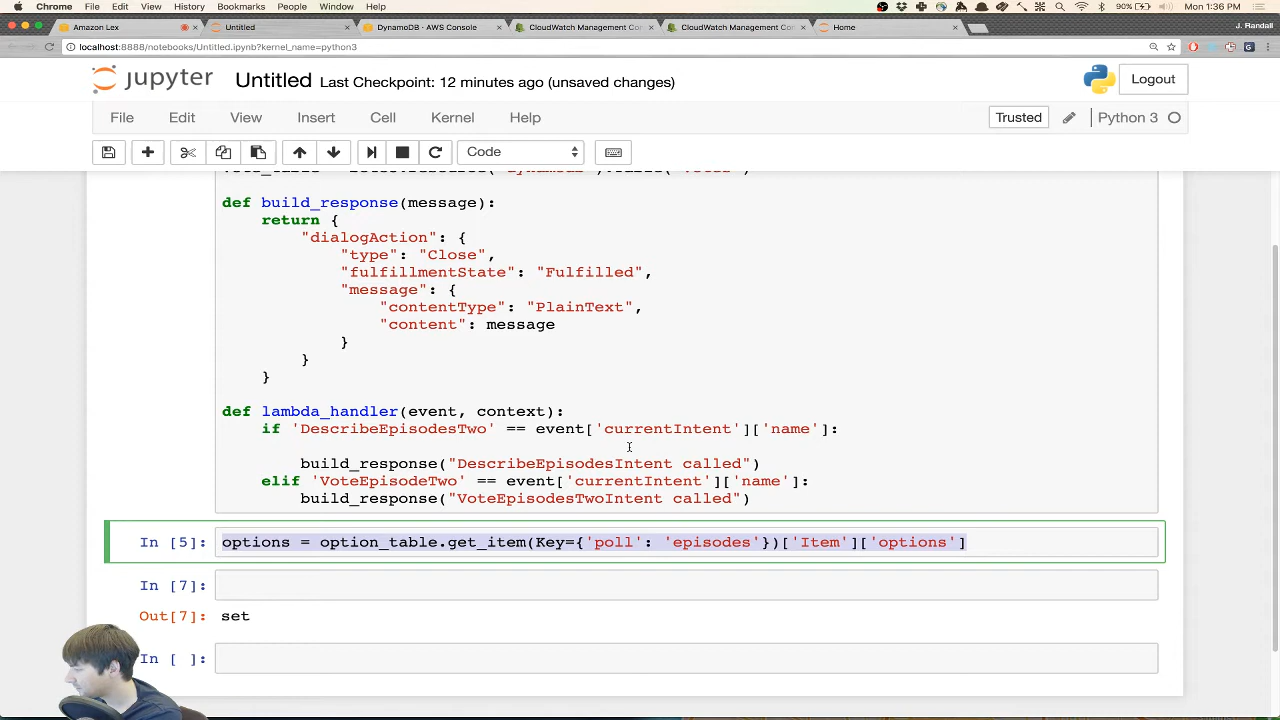 Chrome File Edit View History Bookmarks People Window Help 90% Mon 1:36 PM
Amazon Lex Untitled DynamoDB - AWS Console CloudWatch Management Con CloudWatch Management Con Home J. Randall
localhost:8888/notebooks/Untitled.ipynb?kernel_name=python3
jupyter Untitled Last Checkpoint: 12 minutes ago (unsaved changes) Logout
File Edit View Insert Cell Kernel Help Trusted Python 3
Code
def build_response(message):
return {
"dialogAction": {
"type": "Close",
"fulfillmentState": "Fulfilled",
"message": {
"contentType": "PlainText",
"content": message
}
}
}
def lambda_handler(event, context):
if 'DescribeEpisodesTwo' == event['currentIntent']['name']:
build_response("DescribeEpisodesIntent called")
elif 'VoteEpisodeTwo' == event['currentIntent']['name']:
build_response("VoteEpisodesTwoIntent called")
In [5]: options = option_table.get_item(Key={'poll': 'episodes'})['Item']['options']
In [7]:
Out[7]: set
In [ ]: